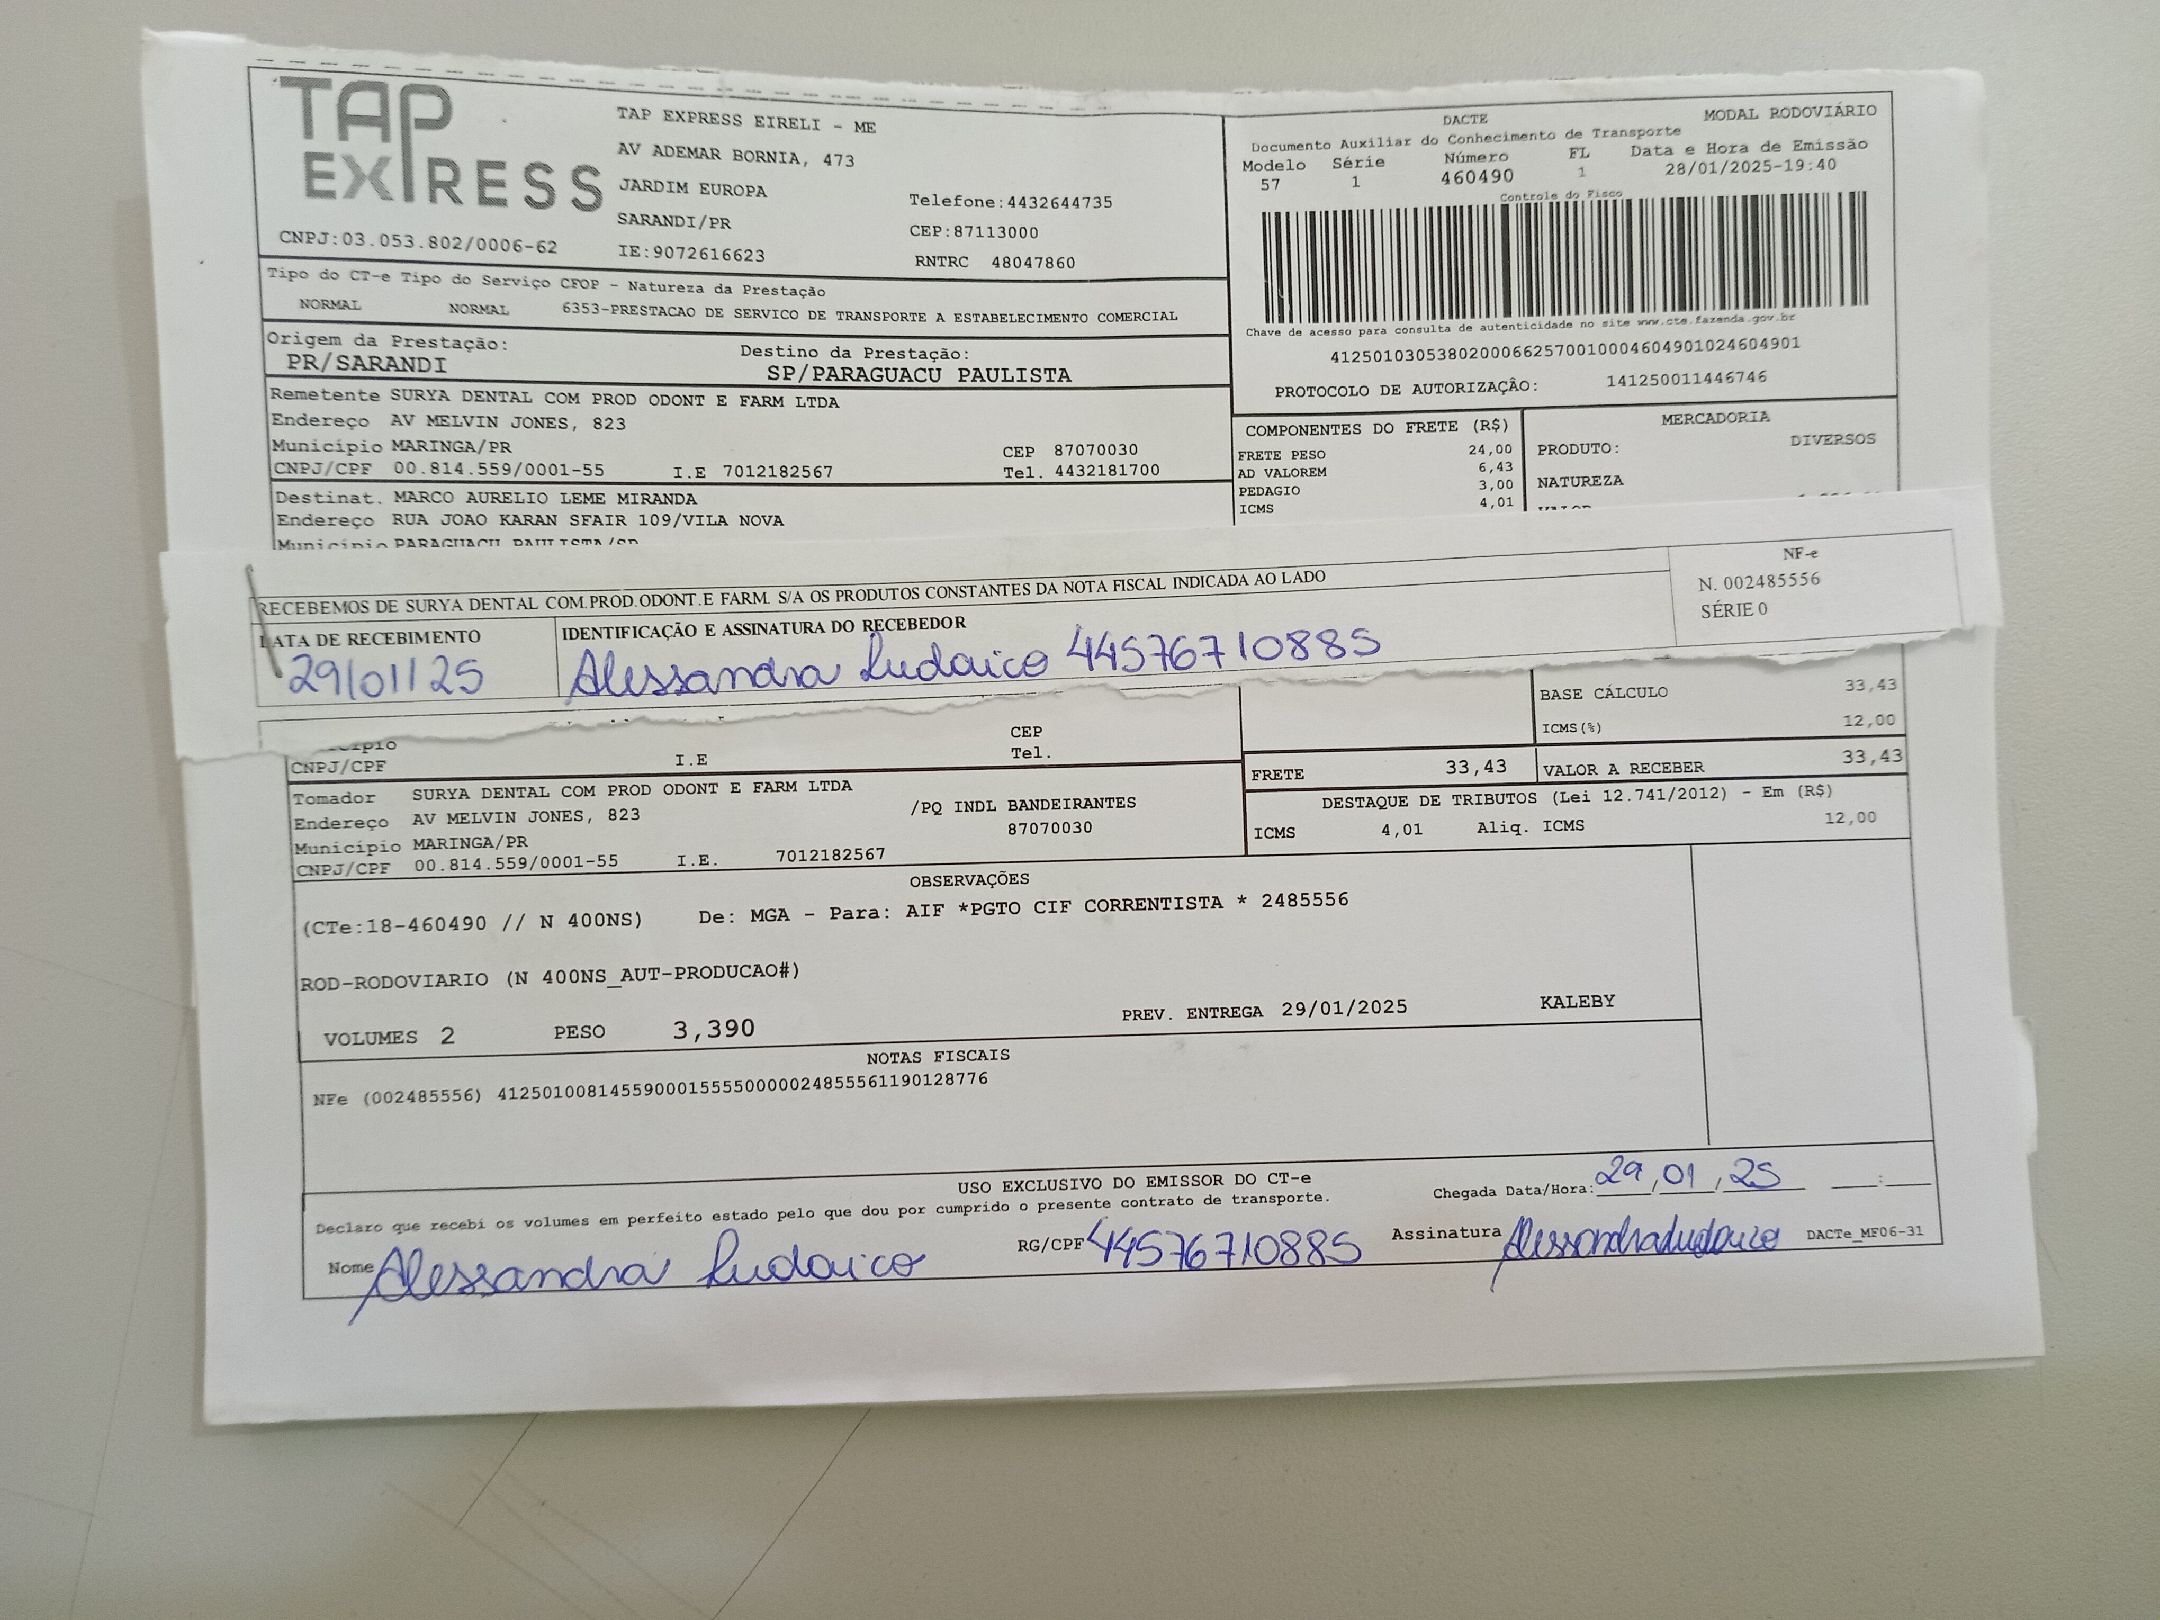 TAP EXPRESS
TAP EXPRESS EIRELI - ME
AV ADEMAR BORNIA, 473
JARDIM EUROPA
SARANDI/PR
IE:9072616623
Telefone:4432644735
CEP:87113000
RNTRC 48047860
CNPJ:03.053.802/0006-62
DACTE
MODAL RODOVIÁRIO
Documento Auxiliar do Conhecimento de Transporte
Modelo Série Número FL Data e Hora de Emissão
57 1 460490 1 28/01/2025-19:40
Controle do Fisco
Chave de acesso para consulta de autenticidade no site www.cte.fazenda.gov.br
41250103053802000662570010004604901024604901
PROTOCOLO DE AUTORIZAÇÃO: 141250011446746
Tipo do CT-e Tipo do Serviço CFOP - Natureza da Prestação
NORMAL NORMAL 6353-PRESTACAO DE SERVICO DE TRANSPORTE A ESTABELECIMENTO COMERCIAL
Origem da Prestação: Destino da Prestação:
PR/SARANDI SP/PARAGUACU PAULISTA
Remetente SURYA DENTAL COM PROD ODONT E FARM LTDA
Endereço AV MELVIN JONES, 823
Município MARINGA/PR CEP 87070030
CNPJ/CPF 00.814.559/0001-55 I.E 7012182567 Tel. 4432181700
Destinat. MARCO AURELIO LEME MIRANDA
Endereço RUA JOAO KARAN SFAIR 109/VILA NOVA
Município PARAGUACU PAULISTA/SP
COMPONENTES DO FRETE (R$)
FRETE PESO 24,00
AD VALOREM 6,43
PEDAGIO 3,00
ICMS 4,01
MERCADORIA
PRODUTO: DIVERSOS
NATUREZA
RECEBEMOS DE SURYA DENTAL COM.PROD.ODONT.E FARM. S/A OS PRODUTOS CONSTANTES DA NOTA FISCAL INDICADA AO LADO
NF-e
N. 002485556
SÉRIE 0
DATA DE RECEBIMENTO IDENTIFICAÇÃO E ASSINATURA DO RECEBEDOR
29/01/25 Alessandra Ludoico 44576710885
BASE CÁLCULO 33,43
ICMS(%) 12,00
CEP
CNPJ/CPF I.E Tel.
FRETE 33,43 VALOR A RECEBER 33,43
Tomador SURYA DENTAL COM PROD ODONT E FARM LTDA
Endereço AV MELVIN JONES, 823 /PQ INDL BANDEIRANTES
Município MARINGA/PR 87070030
CNPJ/CPF 00.814.559/0001-55 I.E. 7012182567
DESTAQUE DE TRIBUTOS (Lei 12.741/2012) - Em (R$)
ICMS 4,01 Aliq. ICMS 12,00
OBSERVAÇÕES
(CTe:18-460490 // N 400NS) De: MGA - Para: AIF *PGTO CIF CORRENTISTA * 2485556
ROD-RODOVIARIO (N 400NS_AUT-PRODUCAO#)
VOLUMES 2 PESO 3,390 PREV. ENTREGA 29/01/2025 KALEBY
NOTAS FISCAIS
NFe (002485556) 41250100814559000155550000024855561190128776
USO EXCLUSIVO DO EMISSOR DO CT-e
Declaro que recebi os volumes em perfeito estado pelo que dou por cumprido o presente contrato de transporte.
Chegada Data/Hora: 29,01,25 :
Nome Alessandra Ludoico RG/CPF 44576710885 Assinatura Alessandra Ludoico DACTe_MF06-31